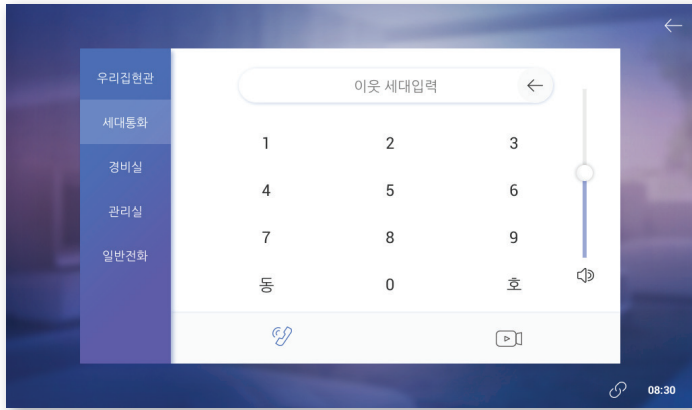 우리집현관
세대통화
경비실
관리실
일반전화
이웃 세대입력
1 2 3
4 5 6
7 8 9
동 0 호
08:30